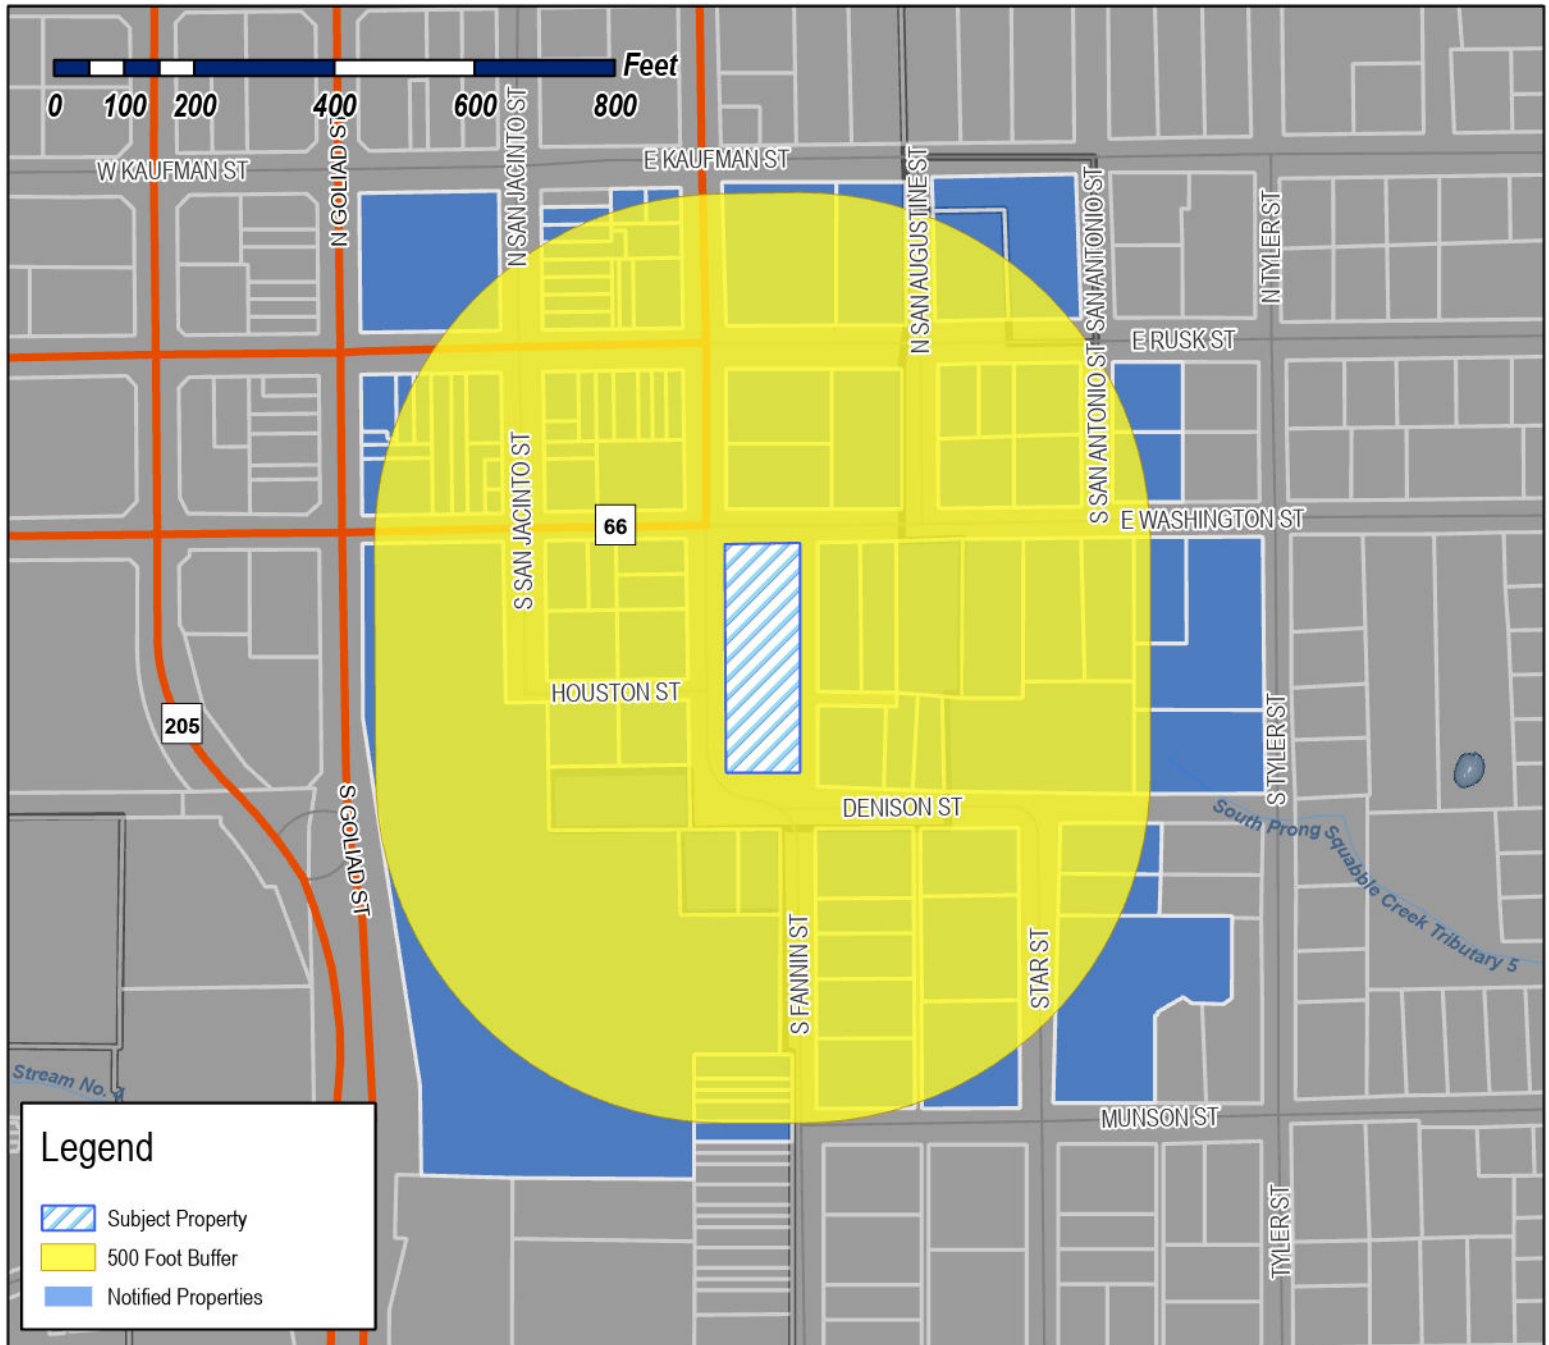 Feet
0 100 200 400 600 800
W KAUFMAN ST
E KAUFMAN ST
N GOLIAD ST
N SAN JACINTO ST
N SAN AUGUSTINE ST
N SAN ANTONIO ST
N TYLER ST
E RUSK ST
S SAN ANTONIO ST
S SAN JACINTO ST
66
E WASHINGTON ST
HOUSTON ST
205
S TYLER ST
DENISON ST
S GOLIAD ST
South Prong Squabble Creek Tributary 5
S FANNIN ST
STAR ST
Stream No. 4
MUNSON ST
TYLER ST
Legend
Subject Property
500 Foot Buffer
Notified Properties